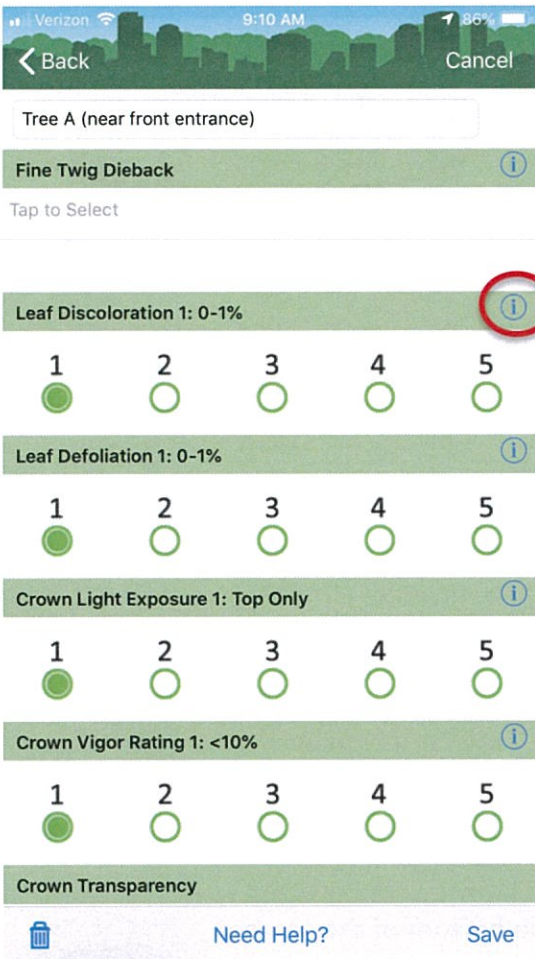 Verizon 9:10 AM 86%
Back Cancel
Tree A (near front entrance)
Fine Twig Dieback i
Tap to Select
Leaf Discoloration 1: 0-1% i
1 2 3 4 5
Leaf Defoliation 1: 0-1% i
1 2 3 4 5
Crown Light Exposure 1: Top Only i
1 2 3 4 5
Crown Vigor Rating 1: <10% i
1 2 3 4 5
Crown Transparency
Need Help? Save